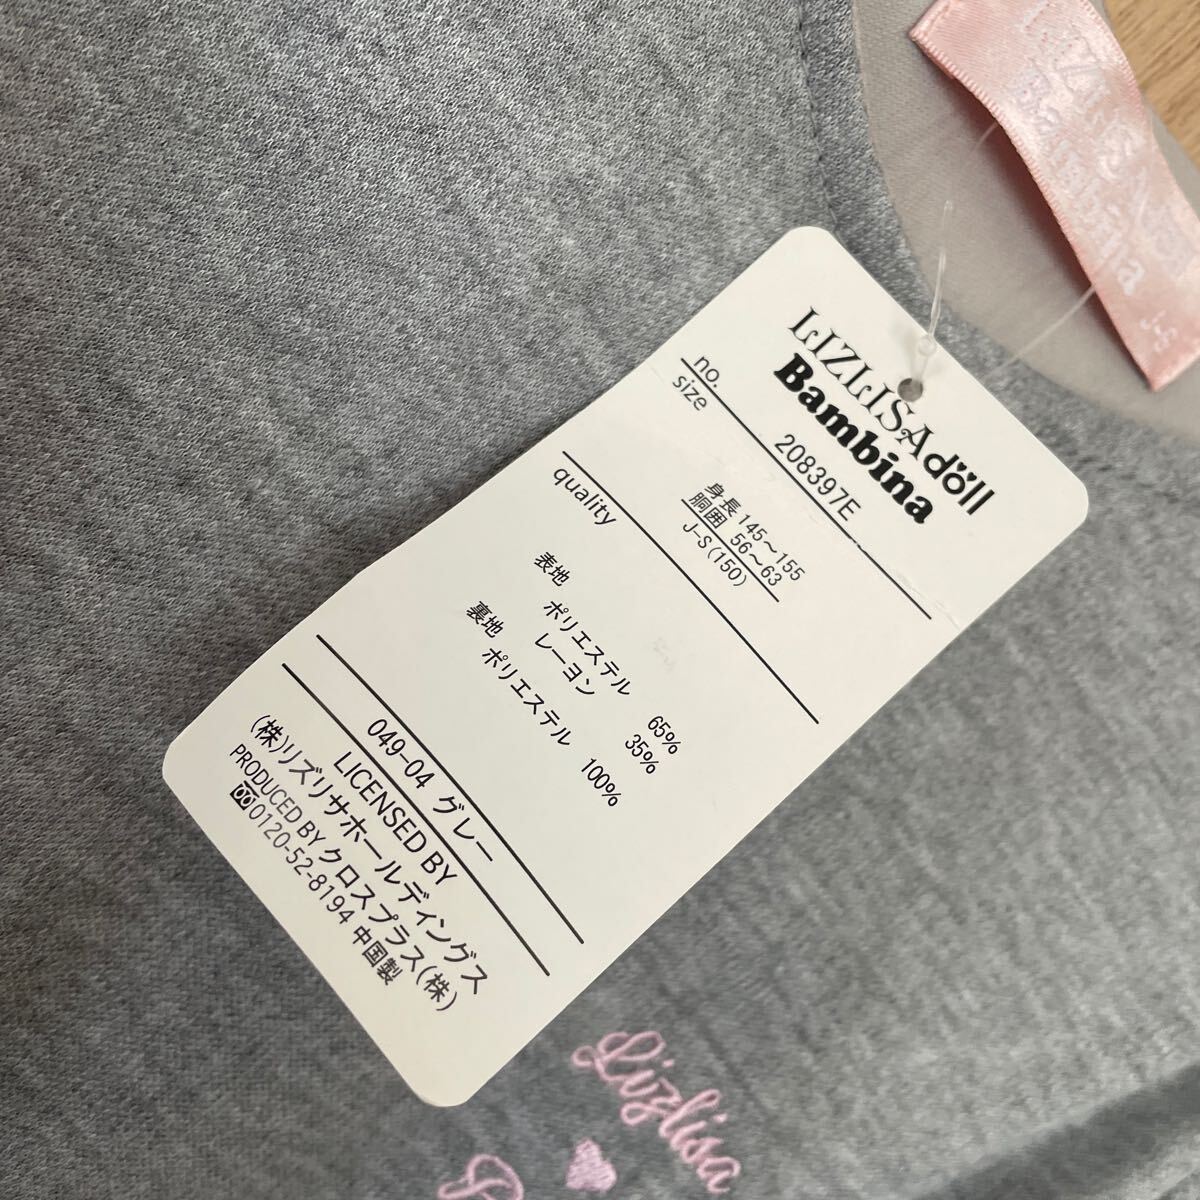 LIZLISAdoll
Bambina
no. 208397E
size 身長 145～155
胴囲 56～63
J-S (150)
quality
表地 ポリエステル 65%
レーヨン 35%
裏地 ポリエステル 100%
049-04 グレー
LICENSED BY
(株)リズリサホールディングス
PRODUCED BY クロスプラス(株)
0120-52-8194 中国製
LizLisAdoll
Bambina
J-S
Lizlisa